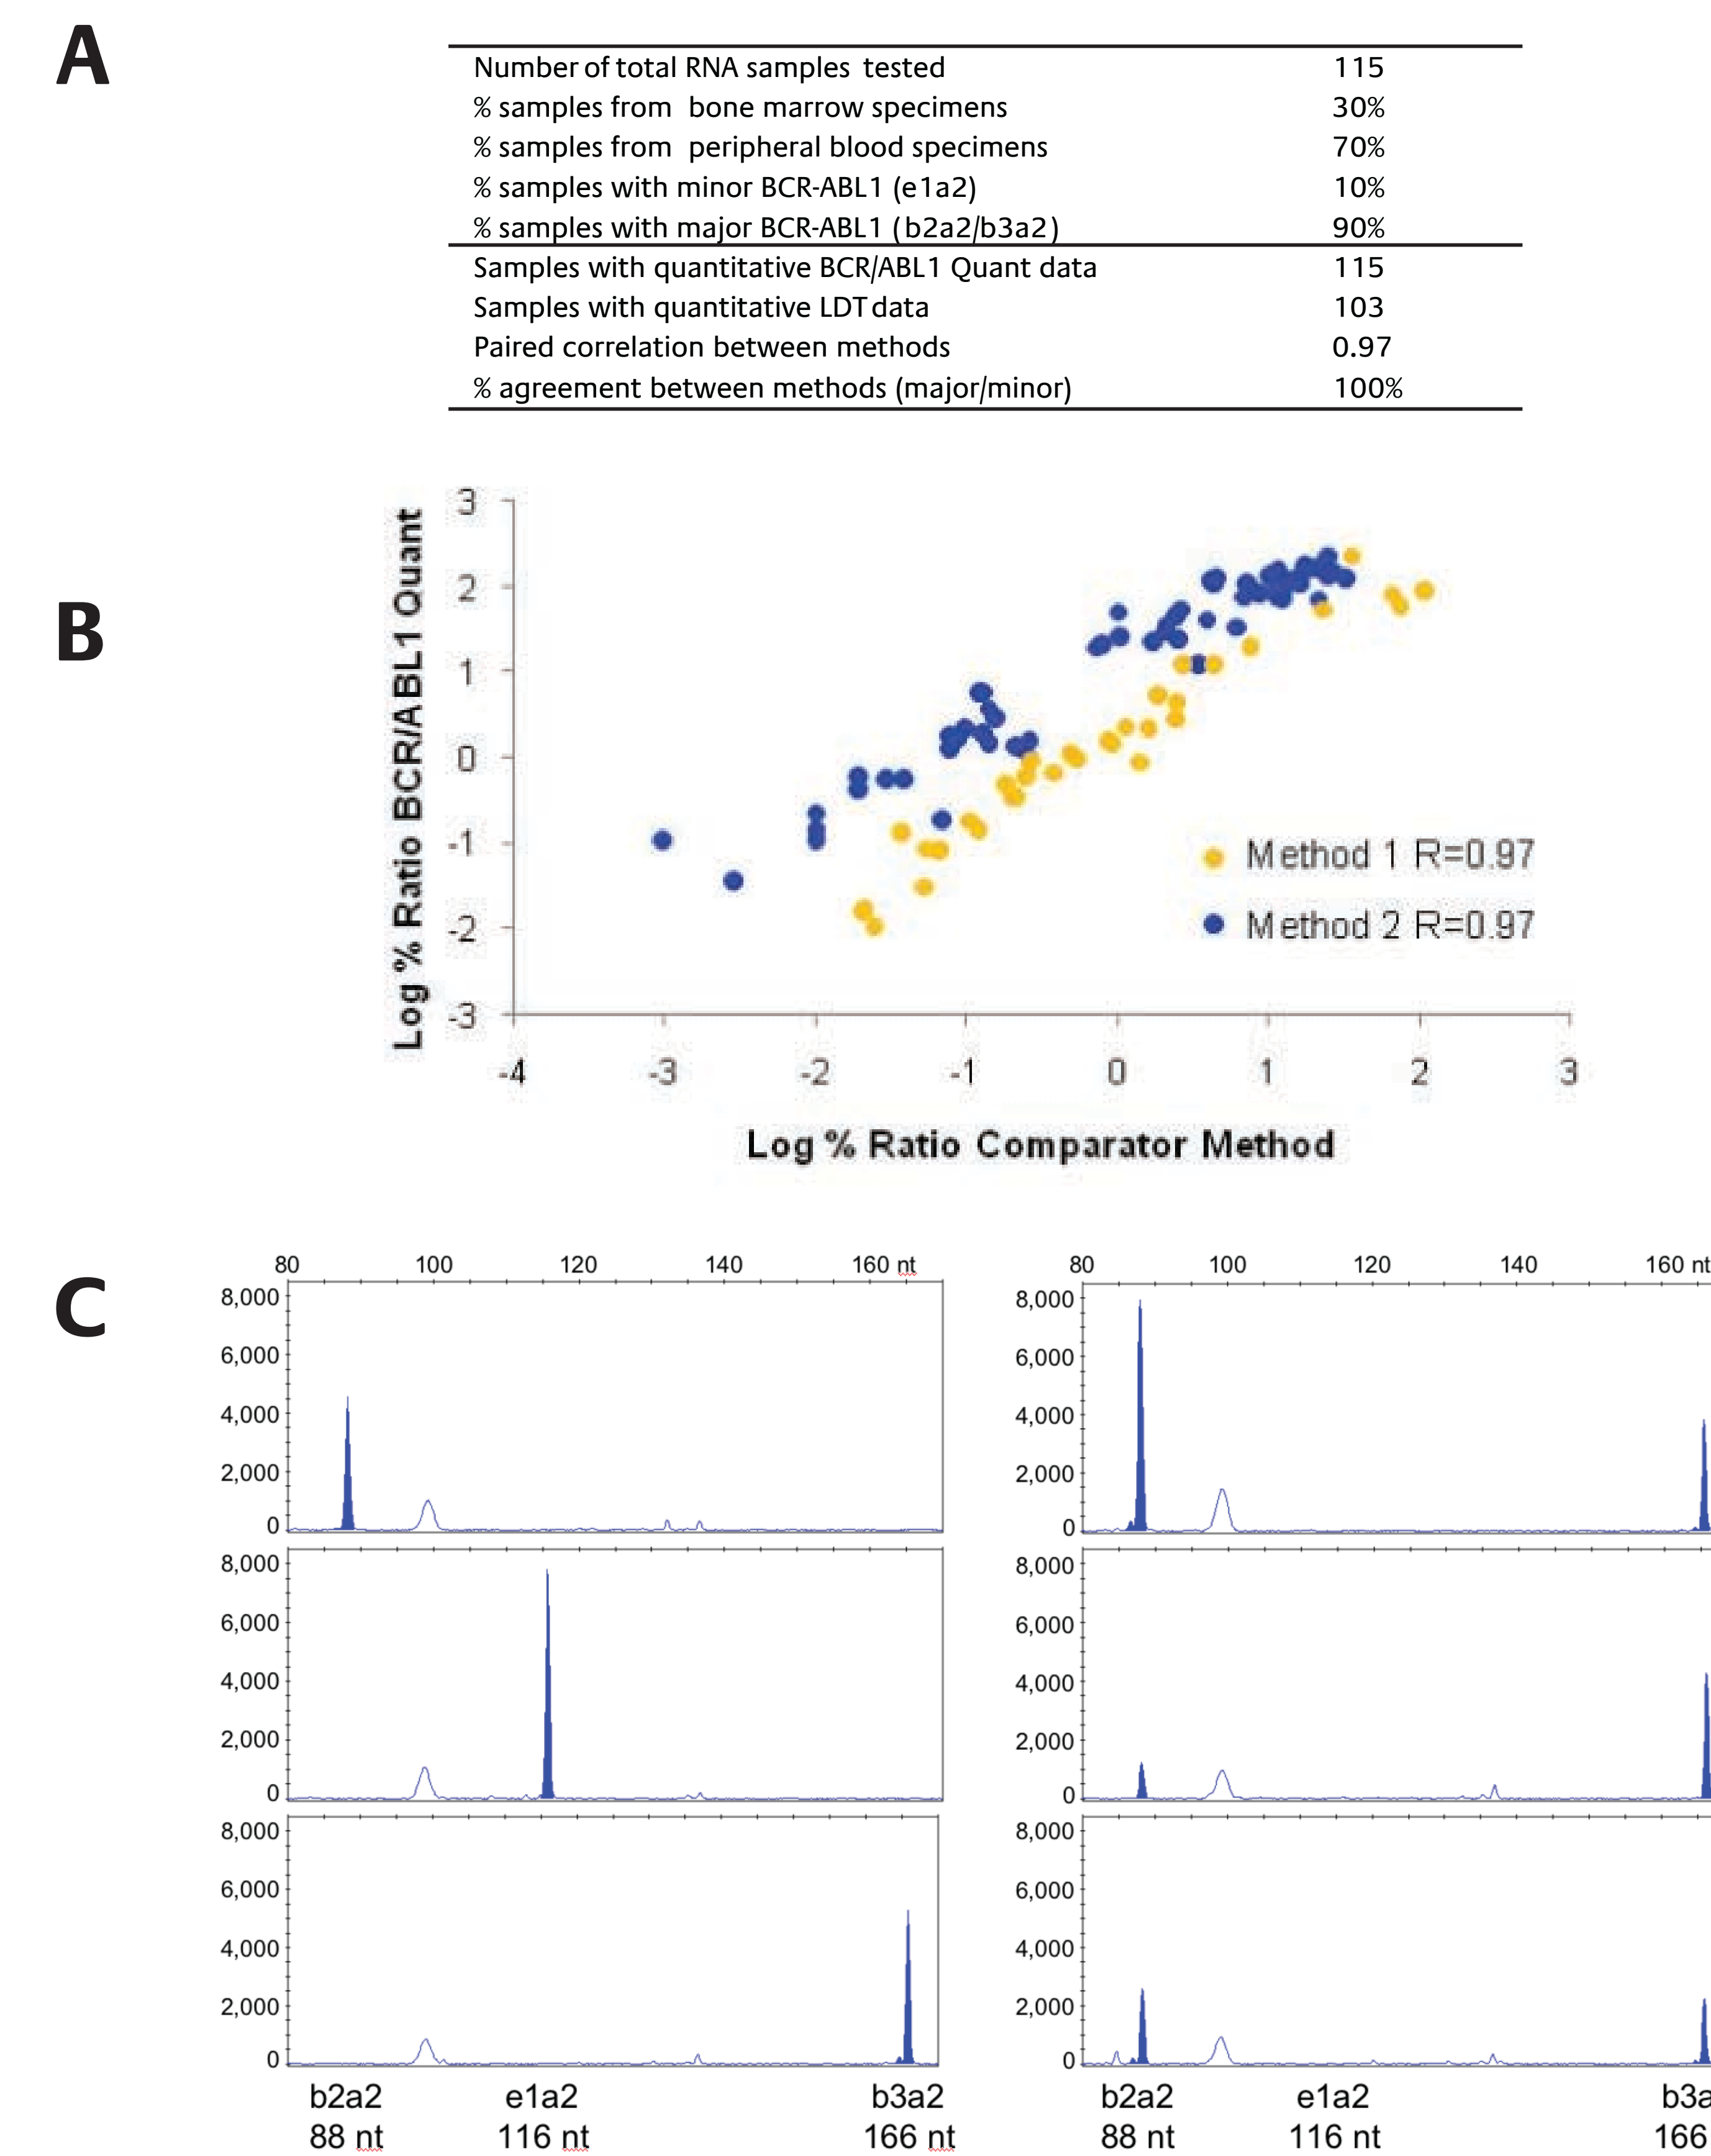 A
Number of total RNA samples tested 115
% samples from bone marrow specimens 30%
% samples from peripheral blood specimens 70%
% samples with minor BCR-ABL1 (e1a2) 10%
% samples with major BCR-ABL1 (b2a2/b3a2) 90%
Samples with quantitative BCR/ABL1 Quant data 115
Samples with quantitative LDT data 103
Paired correlation between methods 0.97
% agreement between methods (major/minor) 100%
B
Log % Ratio BCR/ABL1 Quant
3
2
1
0
-1
-2
-3
Method 1 R=0.97
Method 2 R=0.97
-4 -3 -2 -1 0 1 2 3
Log % Ratio Comparator Method
C
80 100 120 140 160 nt
8,000
6,000
4,000
2,000
0
8,000
6,000
4,000
2,000
0
8,000
6,000
4,000
2,000
0
b2a2 e1a2 b3a2
88 nt 116 nt 166 nt
80 100 120 140 160 nt
8,000
6,000
4,000
2,000
0
8,000
6,000
4,000
2,000
0
8,000
6,000
4,000
2,000
0
b2a2 e1a2 b3a
88 nt 116 nt 166